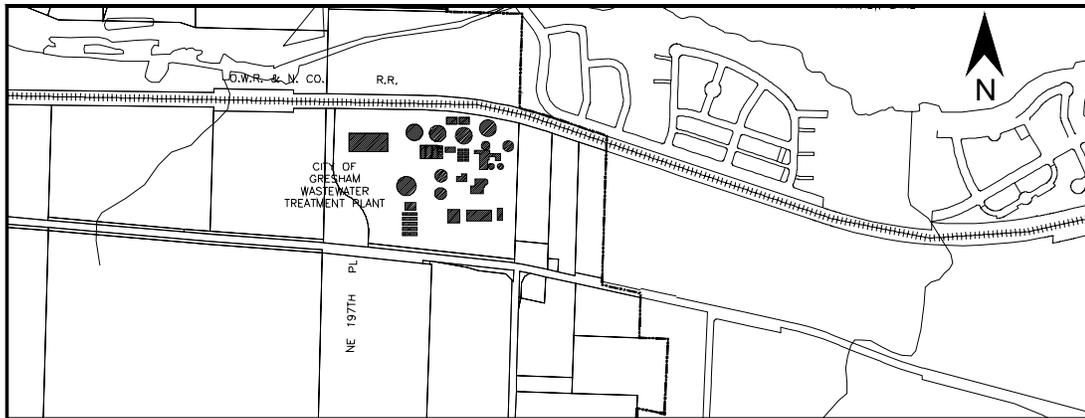 N
O.W.R. & N. CO. R.R.
CITY OF
GRESHAM
WASTEWATER
TREATMENT PLANT
NE 197TH PL